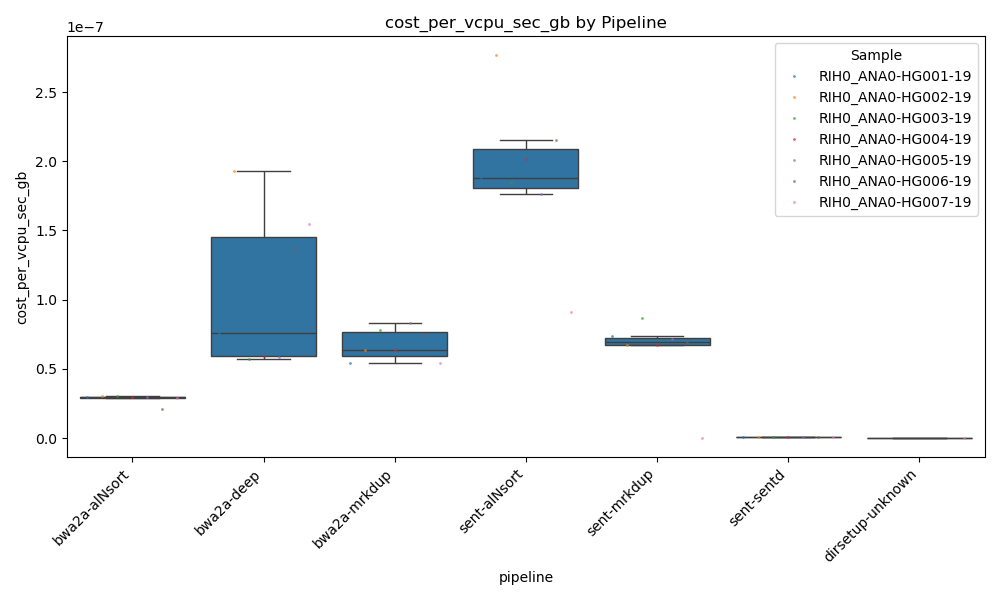 cost_per_vcpu_sec_gb by Pipeline
1e−7
Sample
RIH0_ANA0-HG001-19
RIH0_ANA0-HG002-19
RIH0_ANA0-HG003-19
RIH0_ANA0-HG004-19
RIH0_ANA0-HG005-19
RIH0_ANA0-HG006-19
RIH0_ANA0-HG007-19
cost_per_vcpu_sec_gb
2.5
2.0
1.5
1.0
0.5
0.0
bwa2a-alNsort
bwa2a-deep
bwa2a-mrkdup
sent-alNsort
sent-mrkdup
sent-sentd
dirsetup-unknown
pipeline